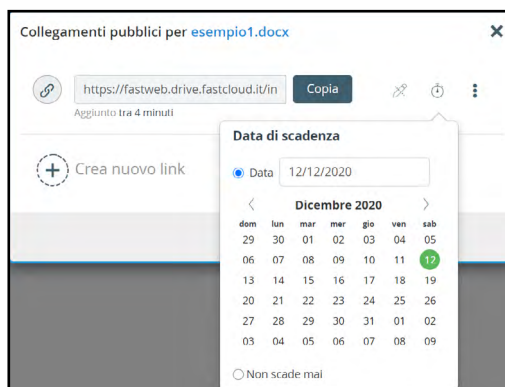 Collegamenti pubblici per esempio1.docx
https://fastweb.drive.fastcloud.it/in Copia
Aggiunto tra 4 minuti
Crea nuovo link
Data di scadenza
Data 12/12/2020
Dicembre 2020
dom lun mar mer gio ven sab
29 30 01 02 03 04 05
06 07 08 09 10 11 12
13 14 15 16 17 18 19
20 21 22 23 24 25 26
27 28 29 30 31 01 02
03 04 05 06 07 08 09
Non scade mai